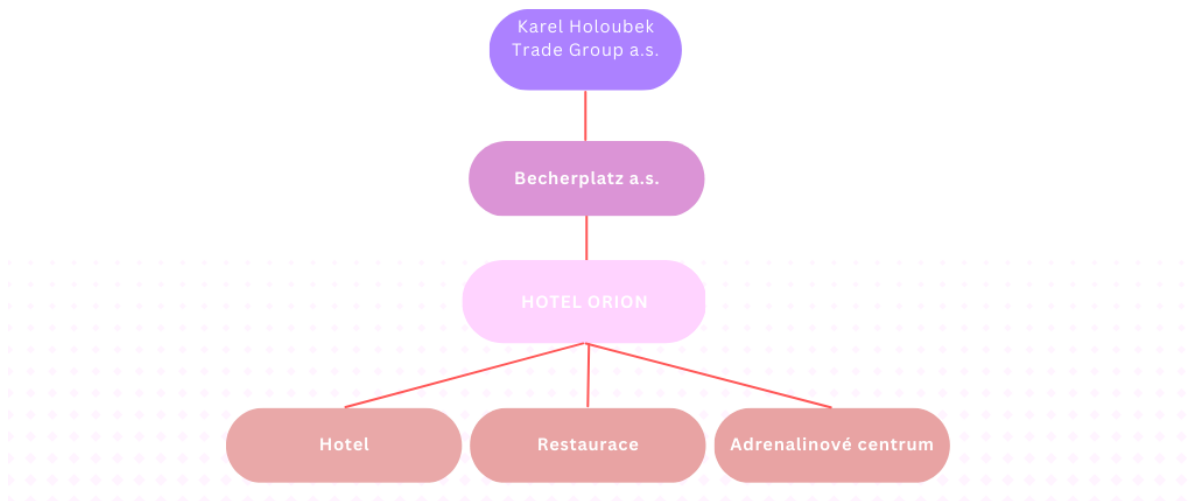 Karel Holoubek
Trade Group a.s.
Becherplatz a.s.
HOTEL ORION
Hotel
Restaurace
Adrenalinové centrum